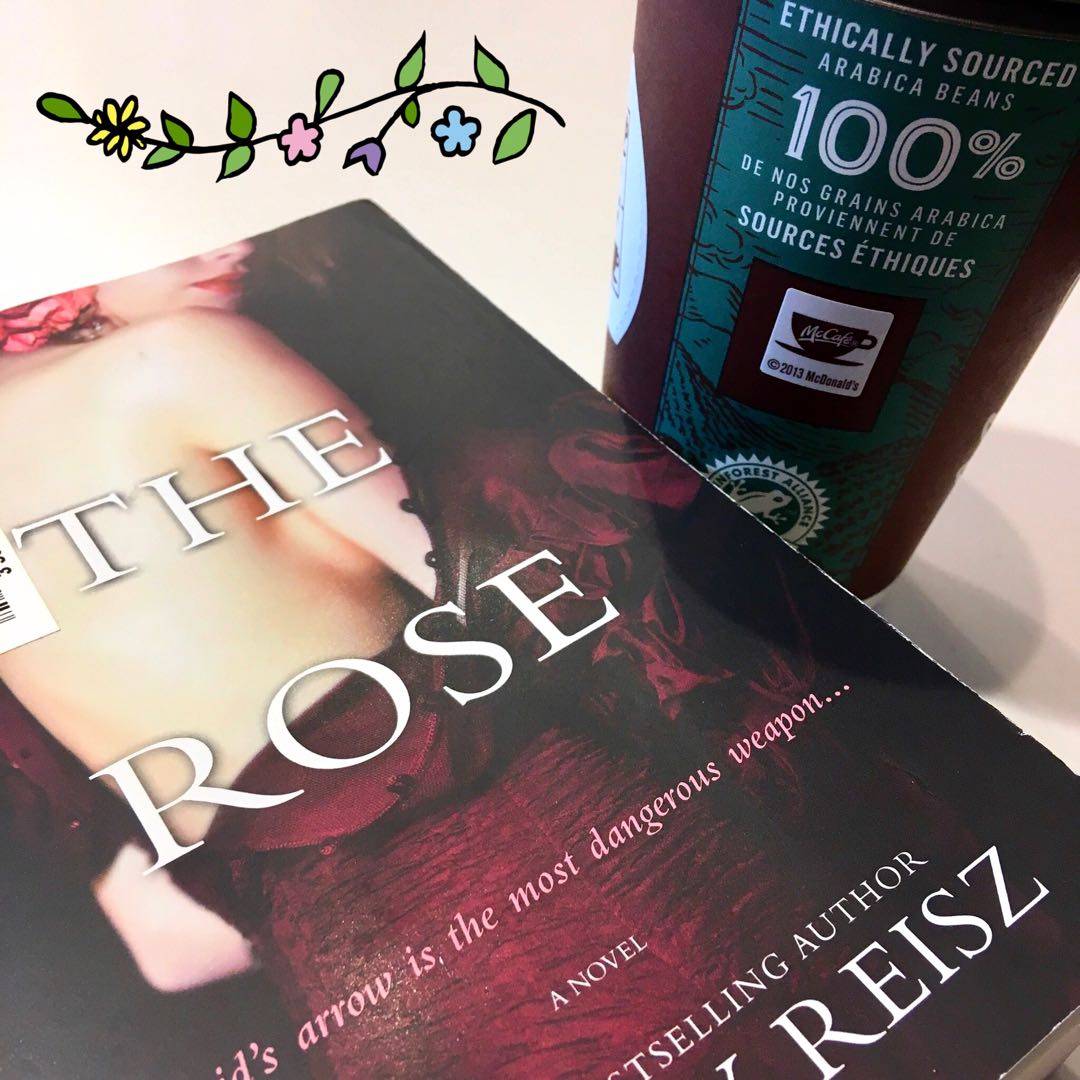 ETHICALLY SOURCED
ARABICA BEANS
100%
DE NOS GRAINS ARABICA
PROVIENNENT DE
SOURCES ÉTHIQUES
McCafé
©2013 McDonald's
ALLIANCE
THE
ROSE
arrow is the most dangerous weapon...
A NOVEL
AUTHOR
REISZ